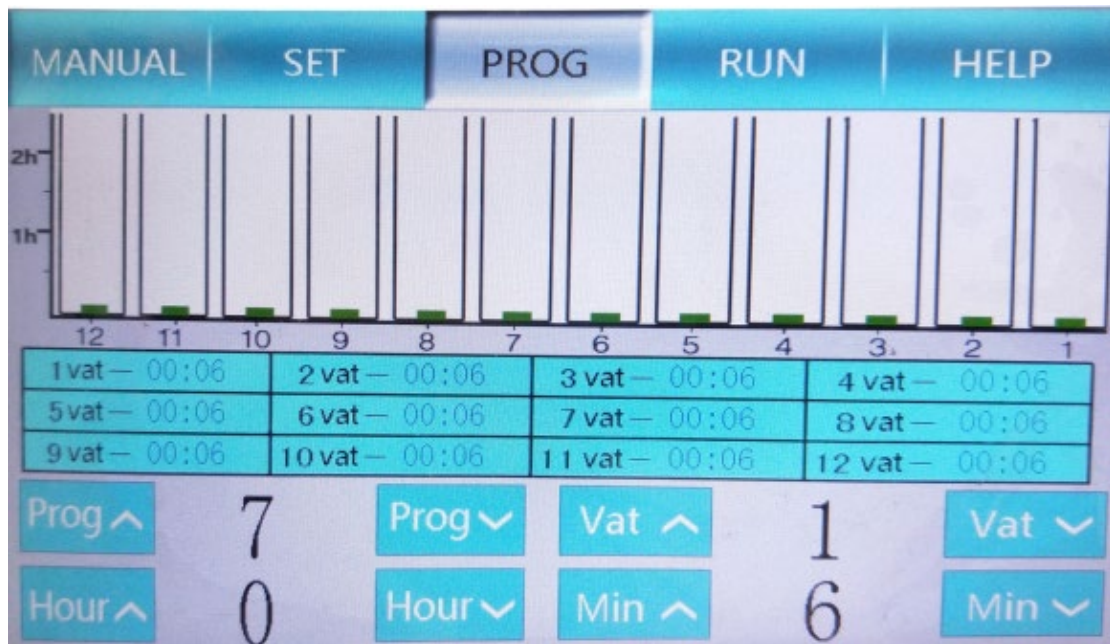 MANUAL SET PROG RUN HELP
2h
1h
12 11 10 9 8 7 6 5 4 3 2 1
1 vat — 00:06 2 vat — 00:06 3 vat — 00:06 4 vat — 00:06
5 vat — 00:06 6 vat — 00:06 7 vat — 00:06 8 vat — 00:06
9 vat — 00:06 10 vat — 00:06 11 vat — 00:06 12 vat — 00:06
Prog 7 Prog Vat 1 Vat
Hour 0 Hour Min 6 Min